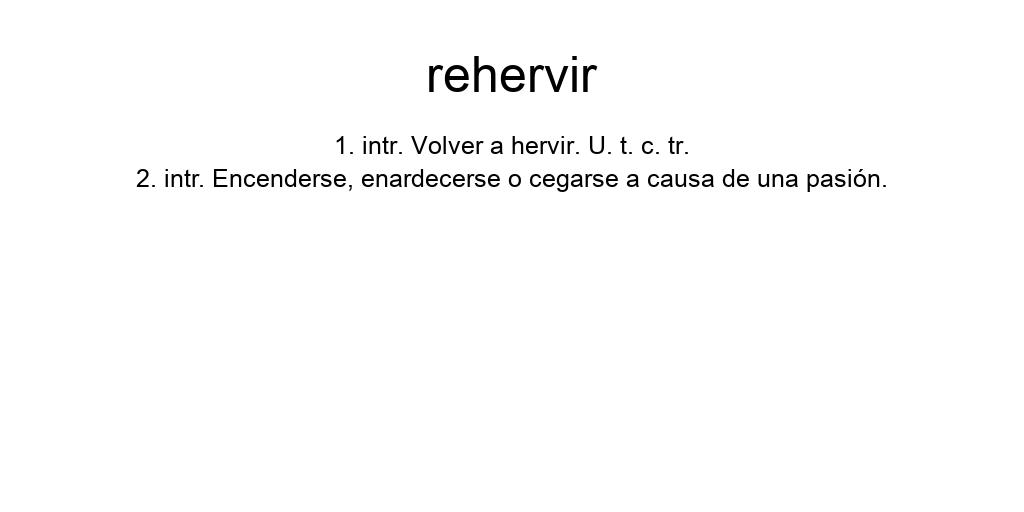 rehervir
1. intr. Volver a hervir. U. t. c. tr.
2. intr. Encenderse, enardecerse o cegarse a causa de una pasión.